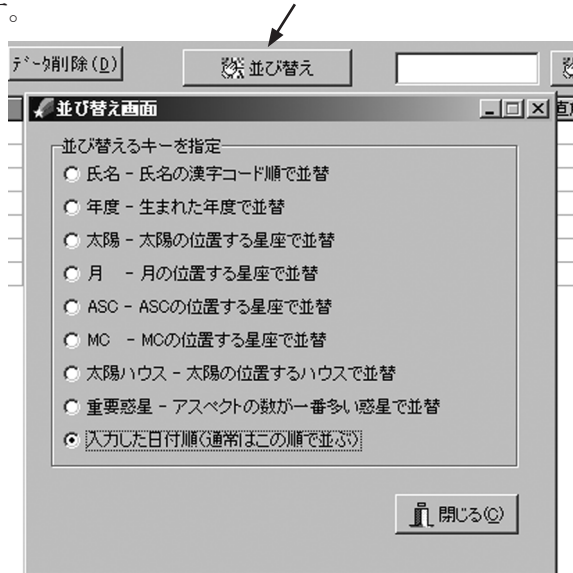 す。
データ削除(D)
並び替え
並び替え画面
並び替えるキーを指定
氏名 - 氏名の漢字コード順で並替
年度 - 生まれた年度で並替
太陽 - 太陽の位置する星座で並替
月 - 月の位置する星座で並替
ASC - ASCの位置する星座で並替
MC - MCの位置する星座で並替
太陽ハウス - 太陽の位置するハウスで並替
重要惑星 - アスペクトの数が一番多い惑星で並替
入力した日付順(通常はこの順で並ぶ)
閉じる(C)